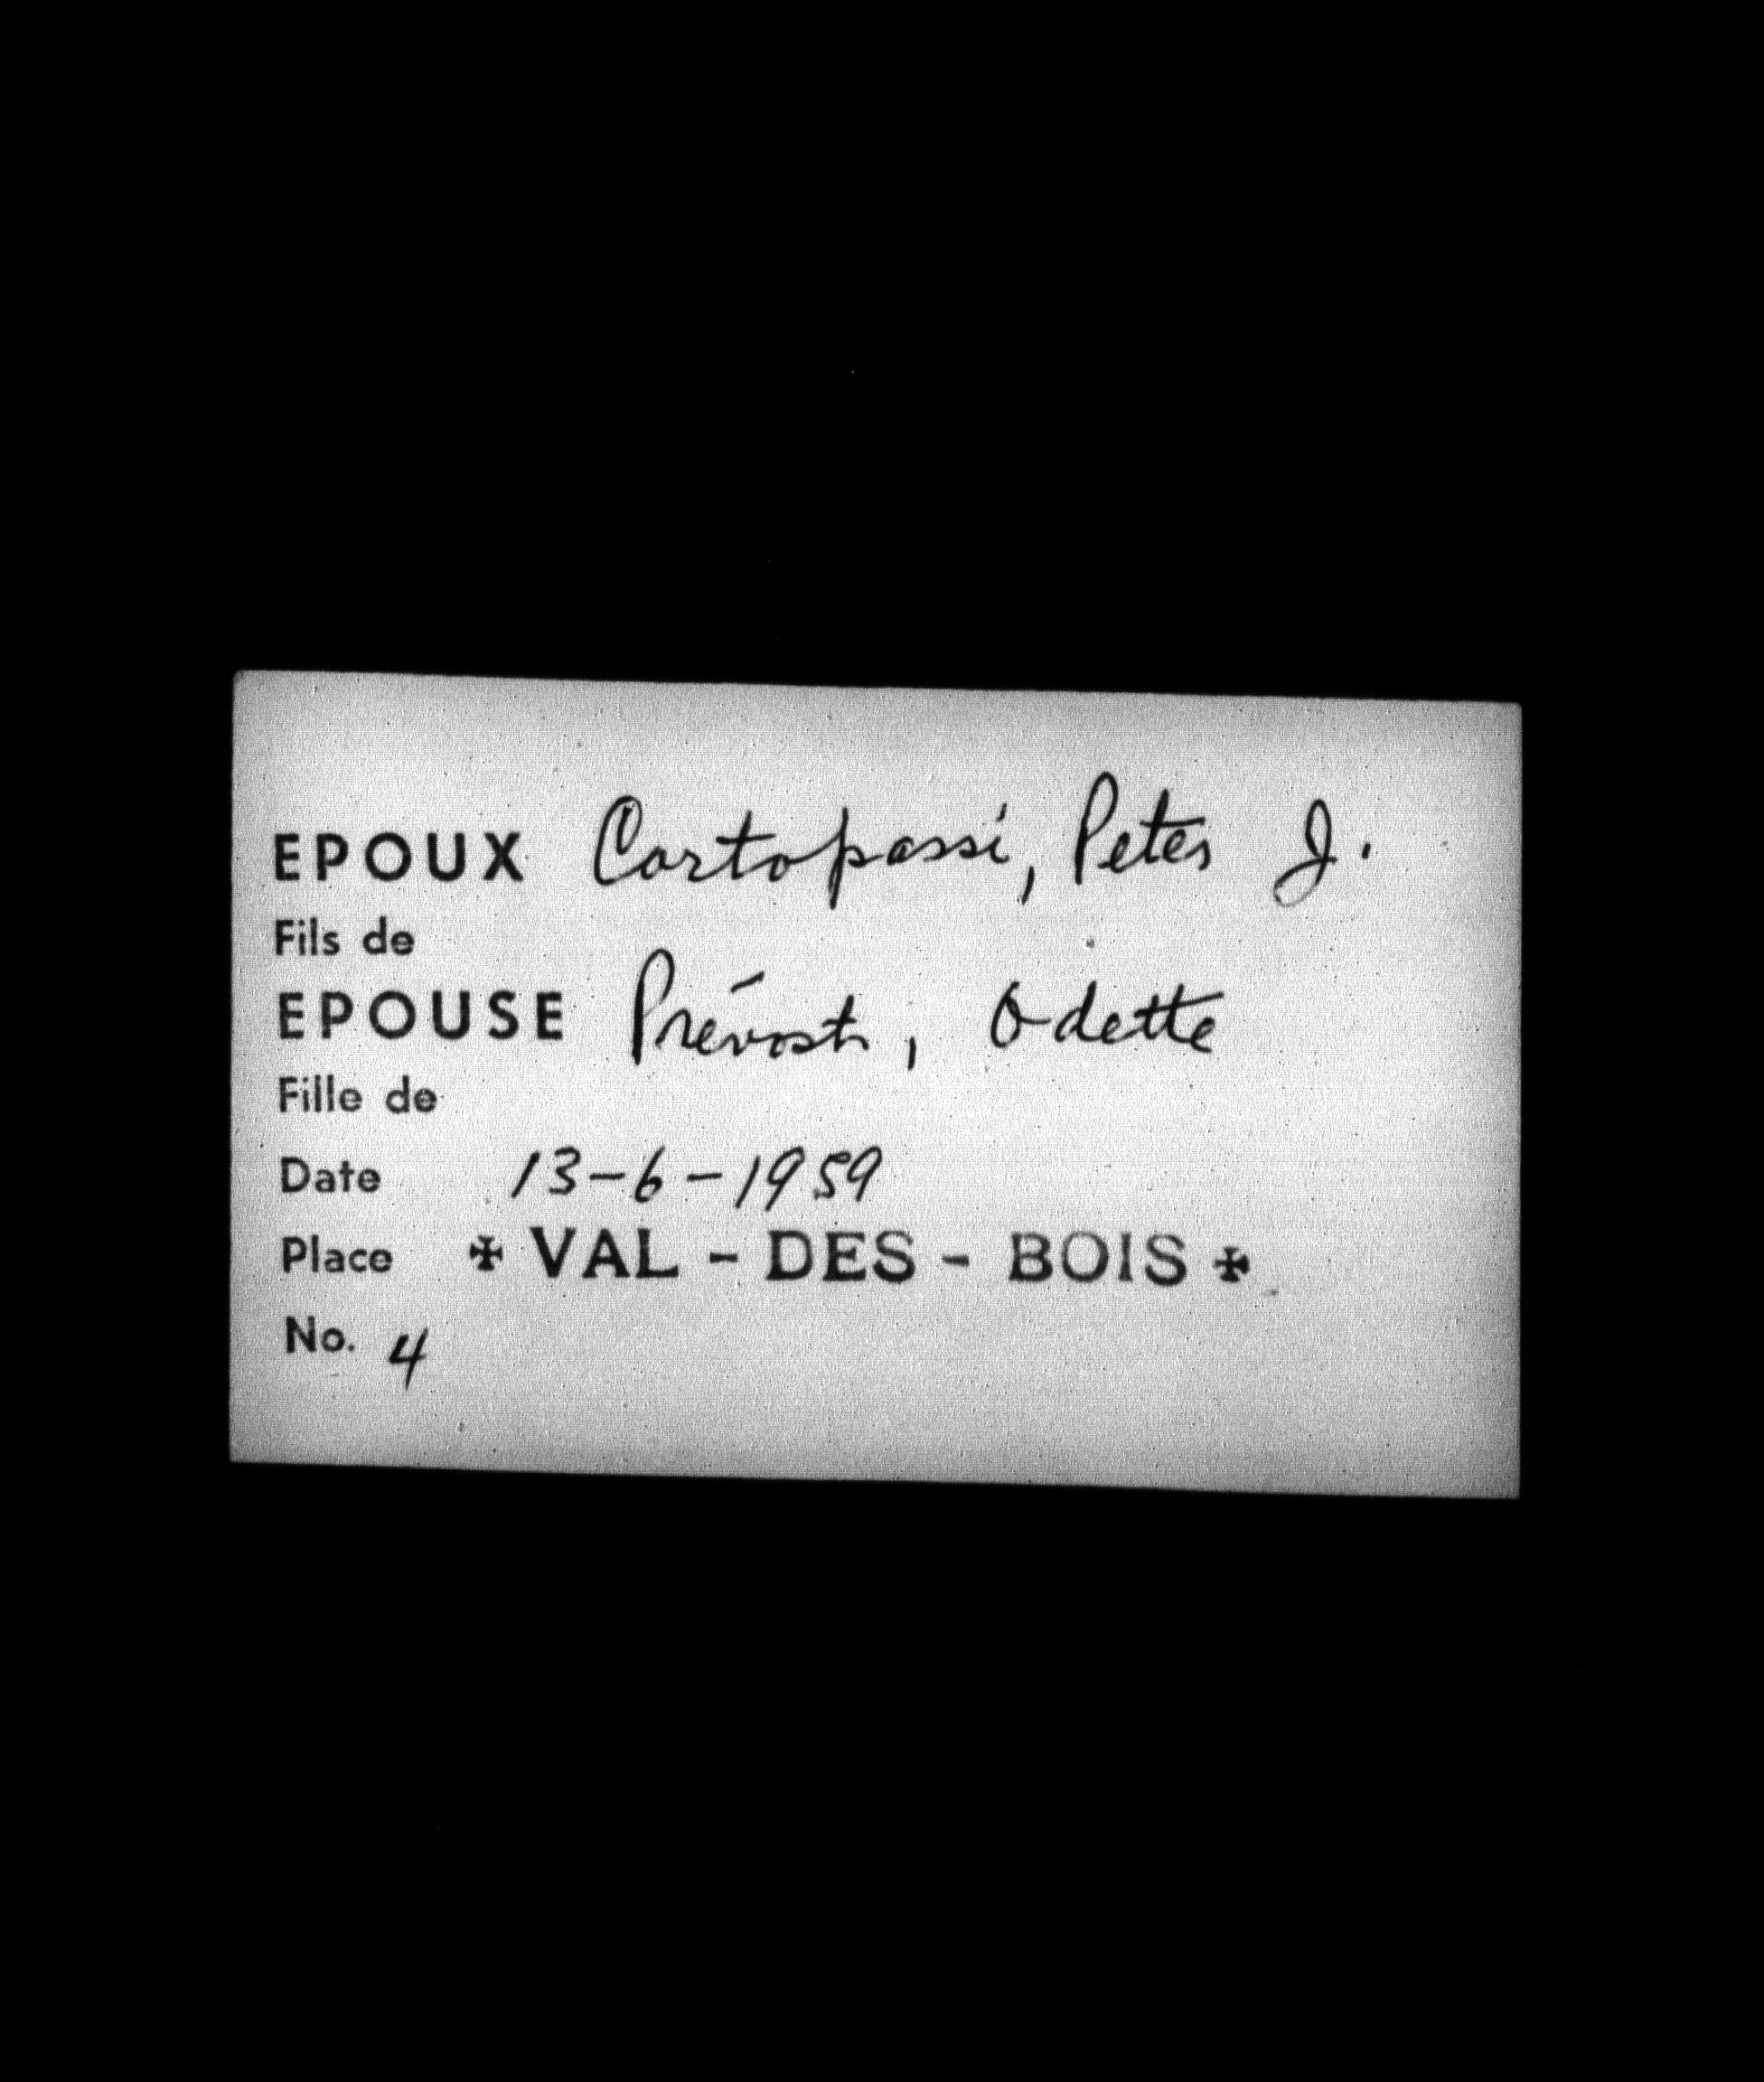 EPOUX Cortopassi, Peter J.
Fils de
EPOUSE Prévost, Odette
Fille de
Date 13-6-1959
Place ✠ VAL - DES - BOIS ✠
No. 4